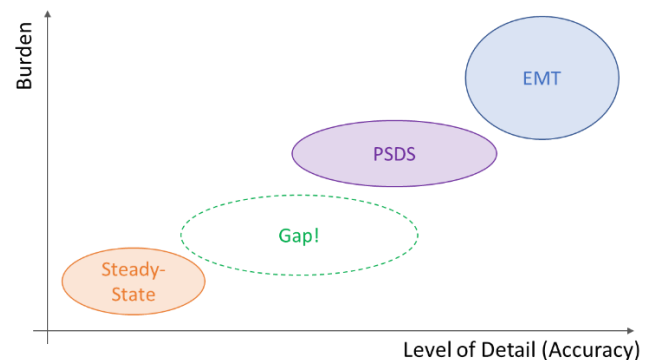 Burden
EMT
PSDS
Gap!
Steady-
State
Level of Detail (Accuracy)